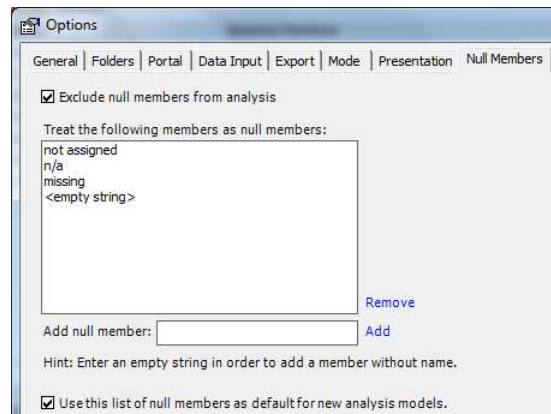 Options
General Folders Portal Data Input Export Mode Presentation Null Members
Exclude null members from analysis
Treat the following members as null members:
not assigned
n/a
missing
<empty string>
Remove
Add null member: Add
Hint: Enter an empty string in order to add a member without name.
Use this list of null members as default for new analysis models.